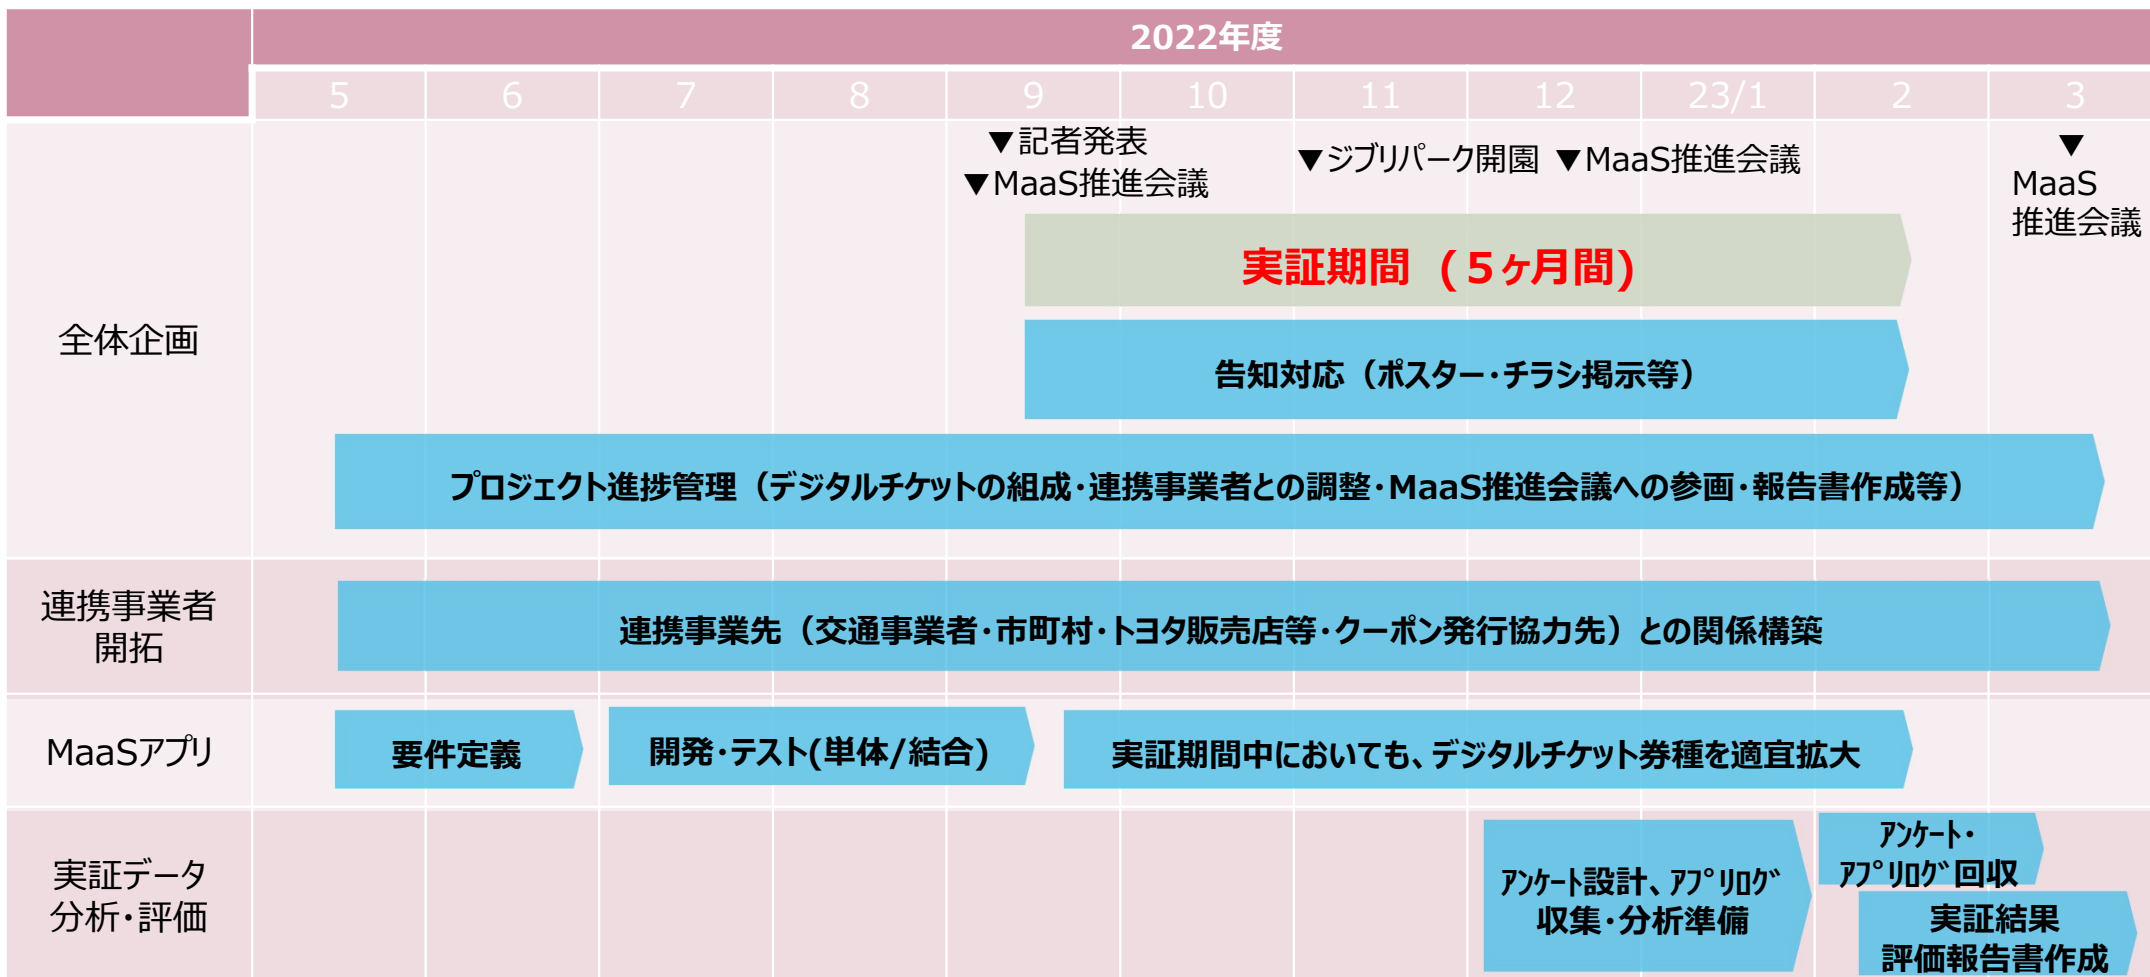 2022年度
5 6 7 8 9 10 11 12 23/1 2 3
全体企画
▼記者発表
▼MaaS推進会議
▼ジブリパーク開園 ▼MaaS推進会議
▼
MaaS
推進会議
実証期間 (５ヶ月間)
告知対応（ポスター・チラシ掲示等）
プロジェクト進捗管理（デジタルチケットの組成・連携事業者との調整・MaaS推進会議への参画・報告書作成等）
連携事業者
開拓
連携事業先（交通事業者・市町村・トヨタ販売店等・クーポン発行協力先）との関係構築
MaaSアプリ
要件定義
開発・テスト(単体/結合)
実証期間中においても、デジタルチケット券種を適宜拡大
実証データ
分析・評価
ｱﾝｹｰﾄ設計、ｱﾌﾟﾘﾛｸﾞ
収集・分析準備
ｱﾝｹｰﾄ・
ｱﾌﾟﾘﾛｸﾞ回収
実証結果
評価報告書作成